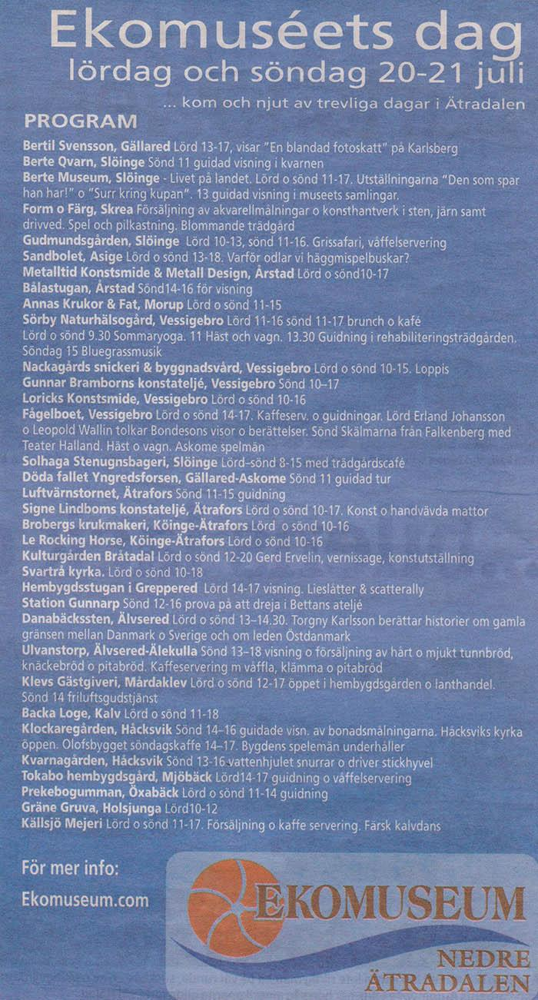 Ekomuséets dag
lördag och söndag 20-21 juli
... kom och njut av trevliga dagar i Ätradalen
PROGRAM
Bertil Svensson, Gällared Lörd 13-17, visar ”En blandad fotoskatt” på Karlsberg
Berte Qvarn, Slöinge Sönd 11 guidad visning i kvarnen
Berte Museum, Slöinge - Livet på landet. Lörd o sönd 11-17. Utställningarna “Den som spar
han har!” o “Surr kring kupan“. 13 guidad visning i museets samlingar.
Form o Färg, Skrea Försäljning av akvarellmålningar o konsthantverk i sten, järn samt
drivved. Spel och pilkastning. Blommande trädgård
Gudmundsgården, Slöinge Lörd 10-13, sönd 11-16. Grissafari, våffelservering
Sandbolet, Asige Lörd o sönd 13-18. Varför odlar vi häggmispelbuskar?
Metalltid Konstsmide & Metall Design, Årstad Lörd o sönd10-17
Bålastugan, Årstad Sönd14-16 för visning
Annas Krukor & Fat, Morup Lörd o sönd 11-15
Sörby Naturhälsogård, Vessigebro Lörd 11-16 sönd 11-17 brunch o kafé
Lörd o sönd 9.30 Sommaryoga. 11 Häst och vagn. 13.30 Guidning i rehabiliteringsträdgården.
Söndag 15 Bluegrassmusik
Nackagårds snickeri & byggnadsvård, Vessigebro Lörd o sönd 10-15. Loppis
Gunnar Bramborns konstateljé, Vessigebro Sönd 10–17
Loricks Konstsmide, Vessigebro Lörd o sönd 10-16
Fågelboet, Vessigebro Lörd o sönd 14-17. Kaffeserv. o guidningar. Lörd Erland Johansson
o Leopold Wallin tolkar Bondesons visor o berättelser. Sönd Skälmarna från Falkenberg med
Teater Halland. Häst o vagn. Askome spelmän
Solhaga Stenugnsbageri, Slöinge Lörd–sönd 8-15 med trädgårdscafé
Döda fallet Yngredsforsen, Gällared-Askome Sönd 11 guidad tur
Luftvärnstornet, Ätrafors Sönd 11-15 guidning
Signe Lindboms konstateljé, Ätrafors Lörd o sönd 10-17. Konst o handvävda mattor
Brobergs krukmakeri, Köinge-Ätrafors Lörd o sönd 10-16
Le Rocking Horse, Köinge-Ätrafors Lörd o sönd 10-16
Kulturgården Bråtadal Lörd o sönd 12-20 Gerd Ervelin, vernissage, konstutställning
Svartrå kyrka. Lörd o sönd 10-18
Hembygdsstugan i Greppered Lörd 14-17 visning. Lieslåtter & scatterally
Station Gunnarp Sönd 12-16 prova på att dreja i Bettans ateljé
Danabäckssten, Älvsered Lörd o sönd 13–14.30. Torgny Karlsson berättar historier om gamla
gränsen mellan Danmark o Sverige och om leden Östdanmark
Ulvanstorp, Älvsered-Älekulla Sönd 13–18 visning o försäljning av hårt o mjukt tunnbröd,
knäckebröd o pitabröd. Kaffeservering m våffla, klämma o pitabröd
Klevs Gästgiveri, Mårdaklev Lörd o sönd 12-17 öppet i hembygdsgården o lanthandel.
Sönd 14 friluftsgudstjänst
Backa Loge, Kalv Lörd o sönd 11-18
Klockaregården, Håcksvik Sönd 14–16 guidade visn. av bonadsmålningarna. Håcksviks kyrka
öppen. Olofsbygget söndagskaffe 14–17. Bygdens spelemän underhåller
Kvarnagården, Håcksvik Sönd 13-16 vattenhjulet snurrar o driver stickhyvel
Tokabo hembygdsgård, Mjöbäck Lörd14-17 guidning o våffelservering
Prekebogumman, Öxabäck Lörd o sönd 11-14 guidning
Gräne Gruva, Holsjunga Lörd10-12
Källsjö Mejeri Lörd o sönd 11-17. Försäljning o kaffe servering. Färsk kalvdans
För mer info:
Ekomuseum.com
EKOMUSEUM
NEDRE
ÄTRADALEN